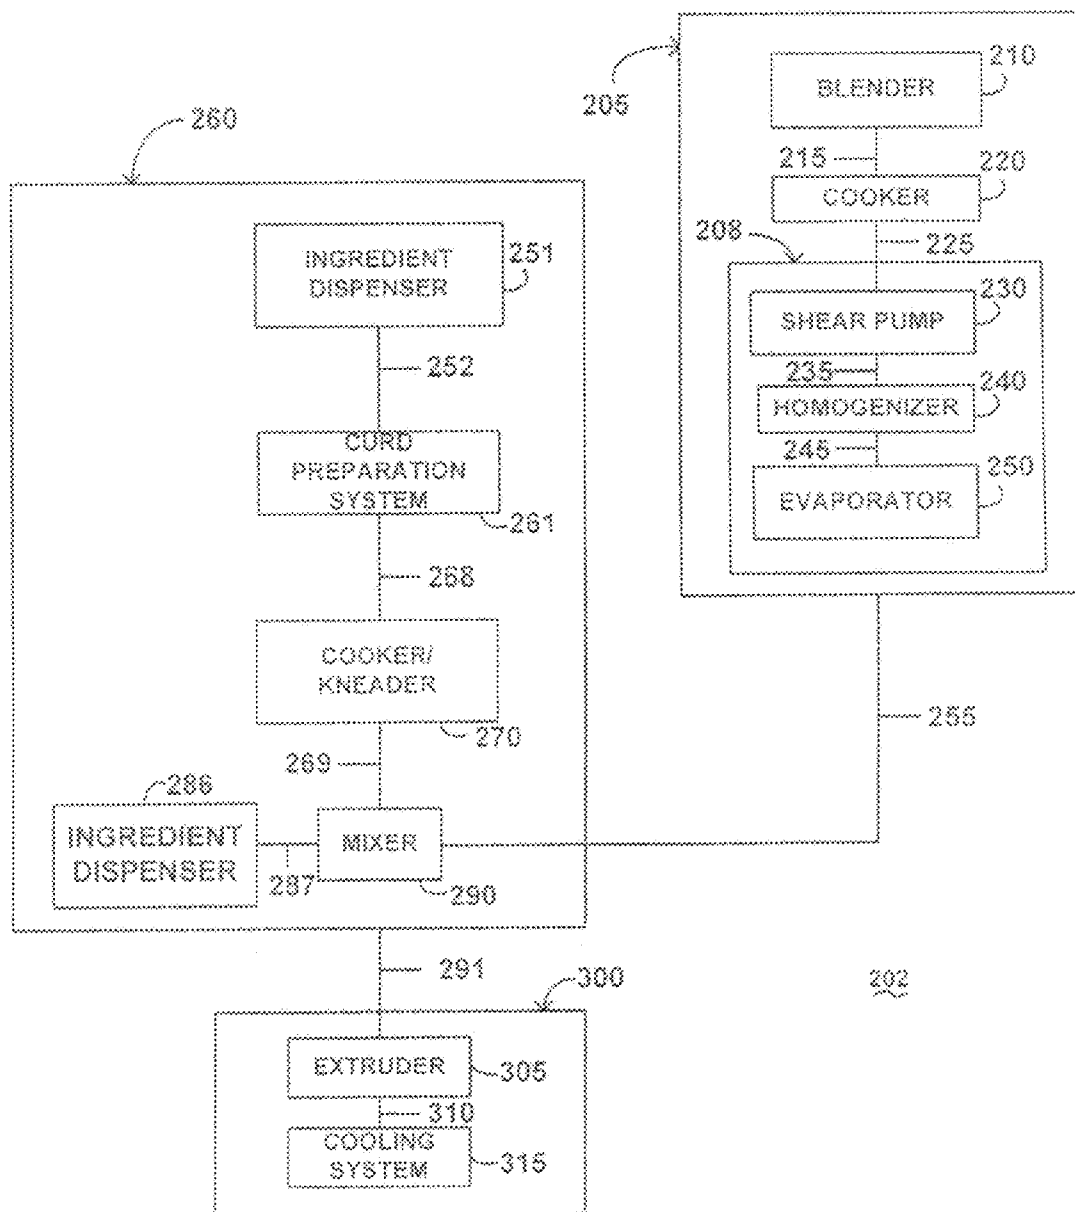 205
BLENDER
210
215
COOKER
220
208
225
SHEAR PUMP
230
235
HOMOGENIZER
240
245
EVAPORATOR
250
255
260
INGREDIENT
DISPENSER
251
252
CURD
PREPARATION
SYSTEM
261
268
COOKER/
KNEADER
270
269
286
INGREDIENT
DISPENSER
287
MIXER
290
291
300
202
EXTRUDER
305
310
COOLING
SYSTEM
315